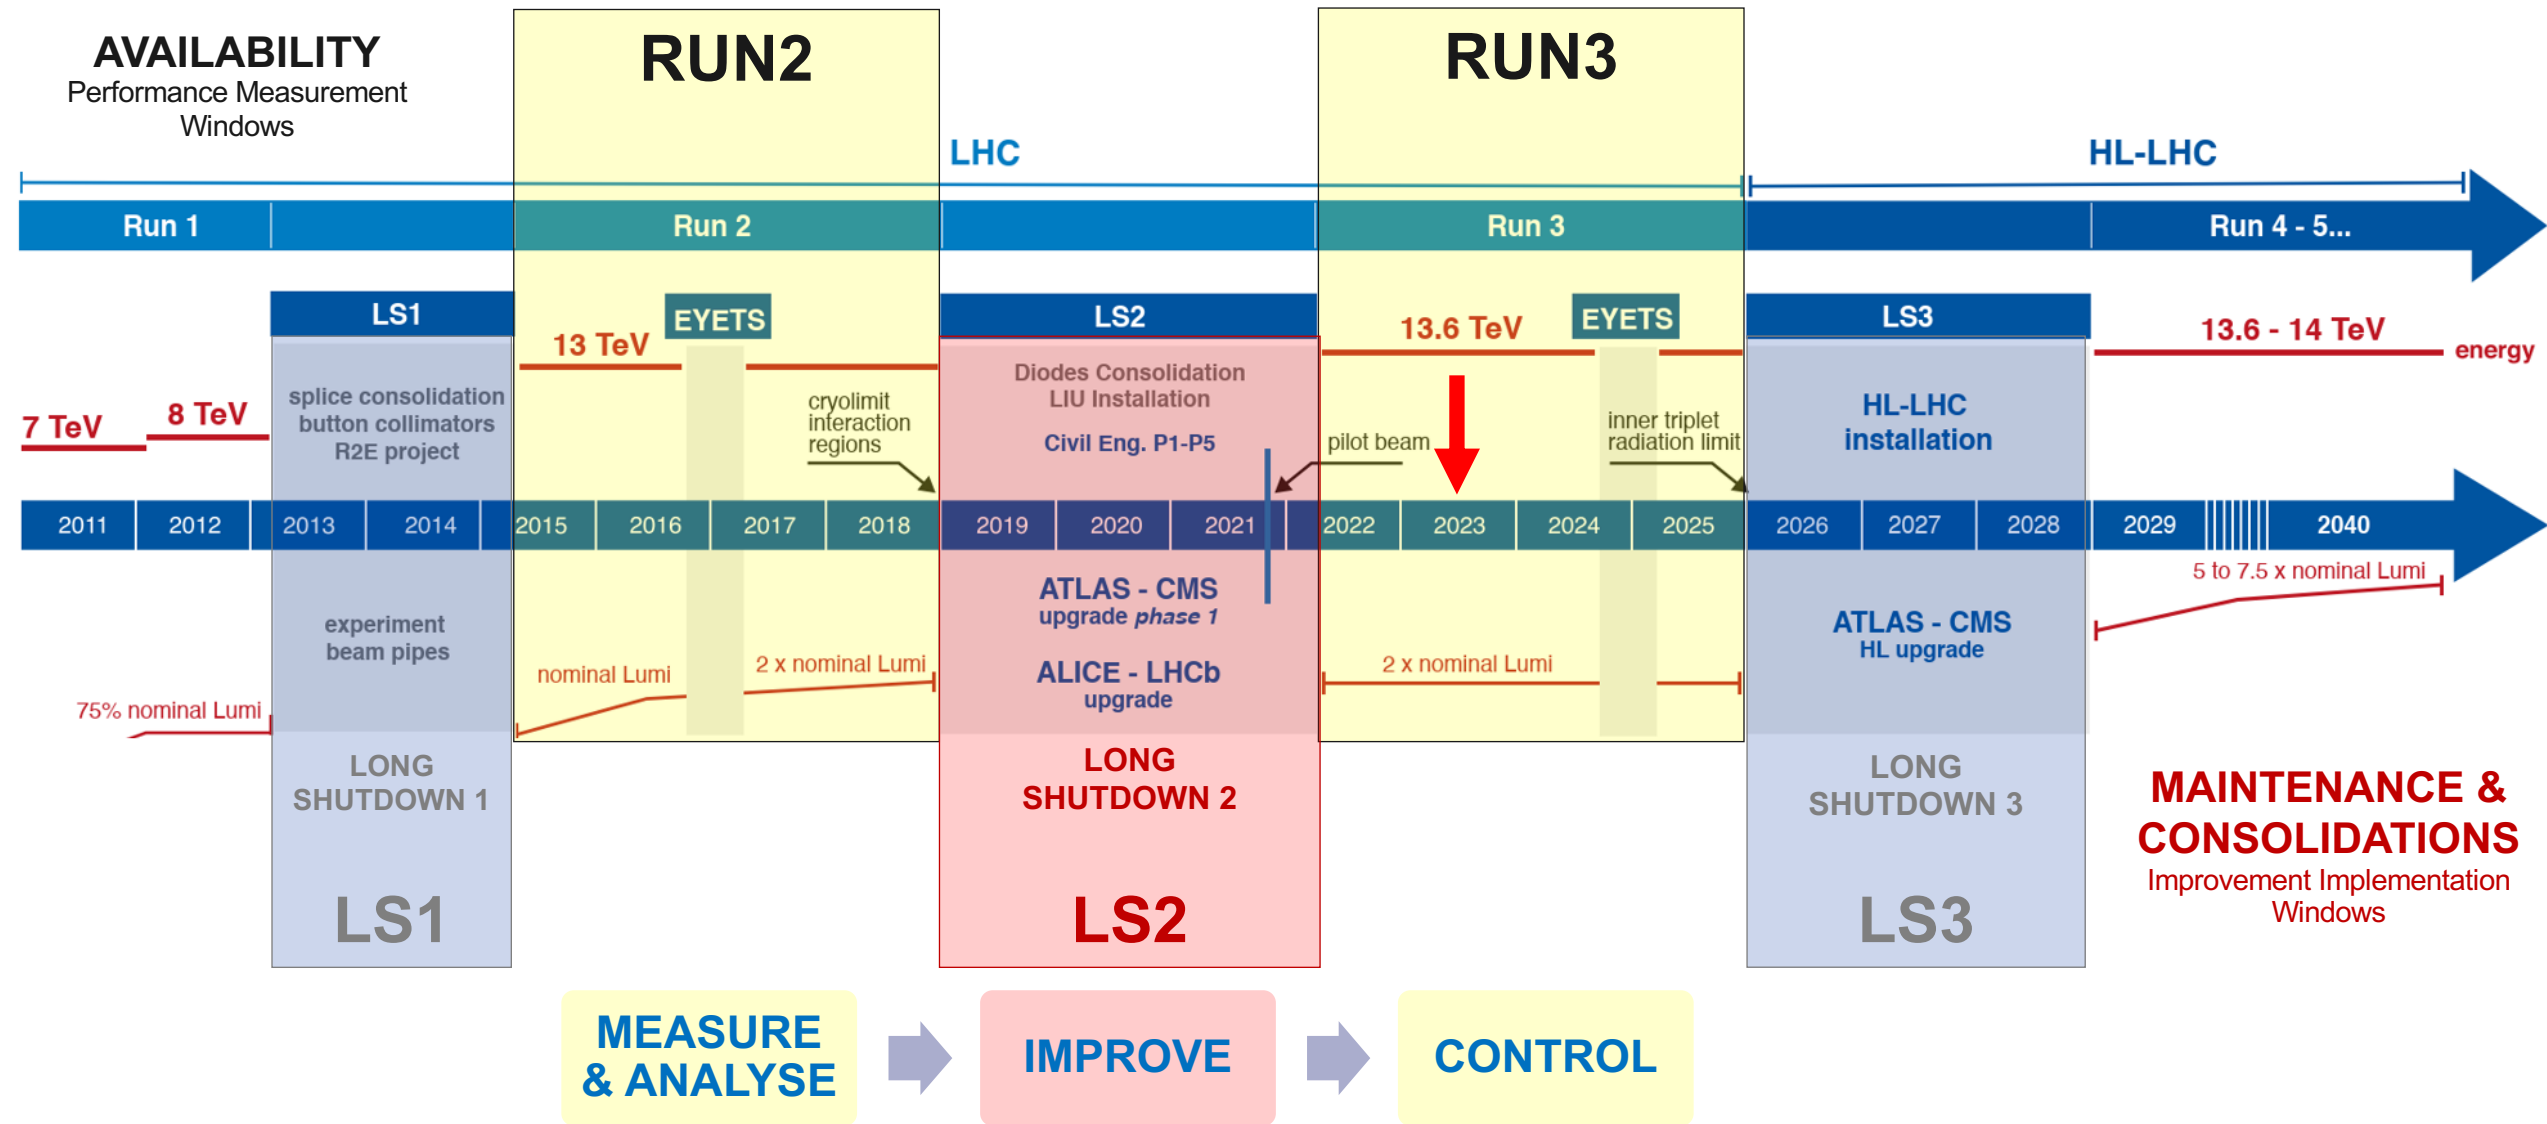 AVAILABILITY
Performance Measurement
Windows
RUN2
RUN3
LHC
HL-LHC
Run 1
Run 2
Run 3
Run 4 - 5...
LS1
EYETS
LS2
EYETS
LS3
7 TeV
8 TeV
13 TeV
13.6 TeV
13.6 - 14 TeV
energy
splice consolidation
button collimators
R2E project
cryolimit
interaction
regions
Diodes Consolidation
LIU Installation
Civil Eng. P1-P5
pilot beam
inner triplet
radiation limit
HL-LHC
installation
2011
2012
2013
2014
2015
2016
2017
2018
2019
2020
2021
2022
2023
2024
2025
2026
2027
2028
2029
2040
experiment
beam pipes
75% nominal Lumi
nominal Lumi
2 x nominal Lumi
ATLAS - CMS
upgrade phase 1
ALICE - LHCb
upgrade
2 x nominal Lumi
ATLAS - CMS
HL upgrade
5 to 7.5 x nominal Lumi
LONG
SHUTDOWN 1
LS1
LONG
SHUTDOWN 2
LS2
LONG
SHUTDOWN 3
LS3
MAINTENANCE &
CONSOLIDATIONS
Improvement Implementation
Windows
MEASURE
& ANALYSE
IMPROVE
CONTROL